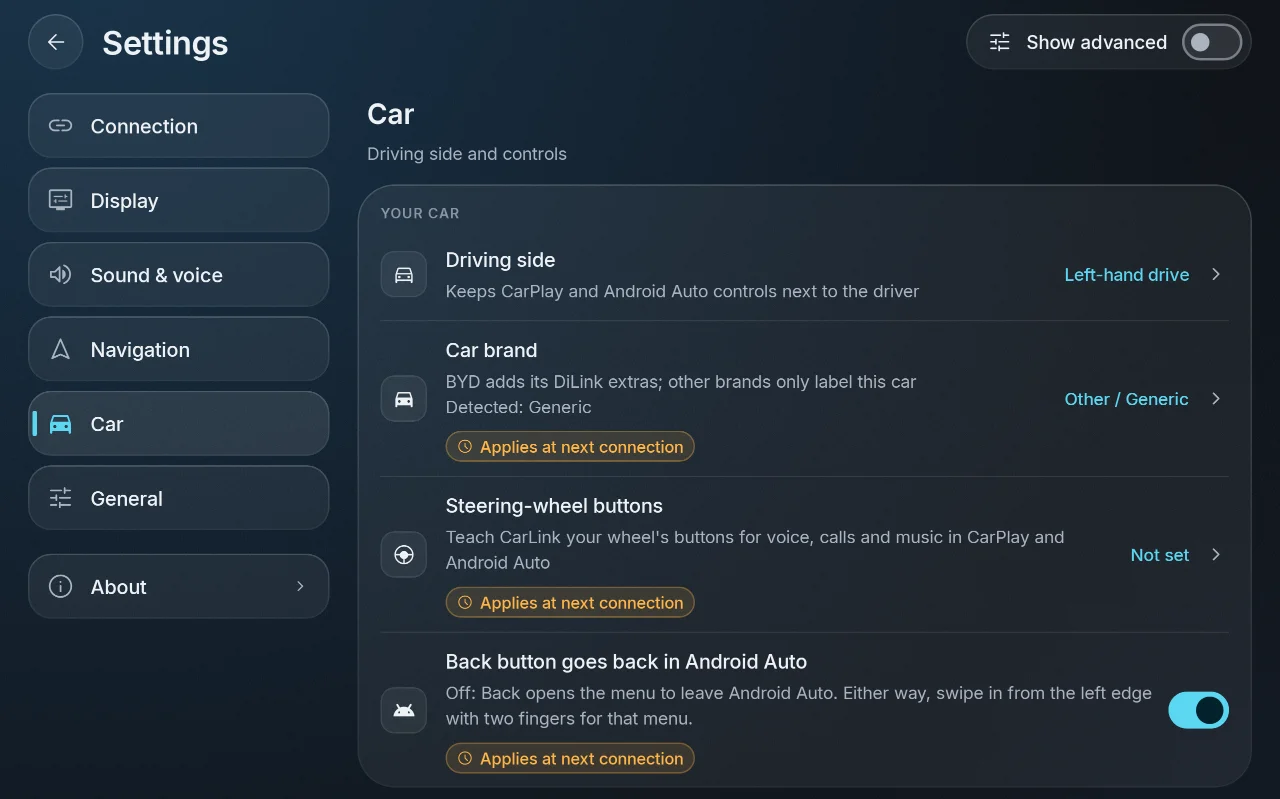 Settings
Show advanced
Connection
Display
Sound & voice
Navigation
Car
General
About
Car
Driving side and controls
YOUR CAR
Driving side
Keeps CarPlay and Android Auto controls next to the driver
Left-hand drive
Car brand
BYD adds its DiLink extras; other brands only label this car
Detected: Generic
Applies at next connection
Other / Generic
Steering-wheel buttons
Teach CarLink your wheel's buttons for voice, calls and music in CarPlay and
Android Auto
Applies at next connection
Not set
Back button goes back in Android Auto
Off: Back opens the menu to leave Android Auto. Either way, swipe in from the left edge
with two fingers for that menu.
Applies at next connection